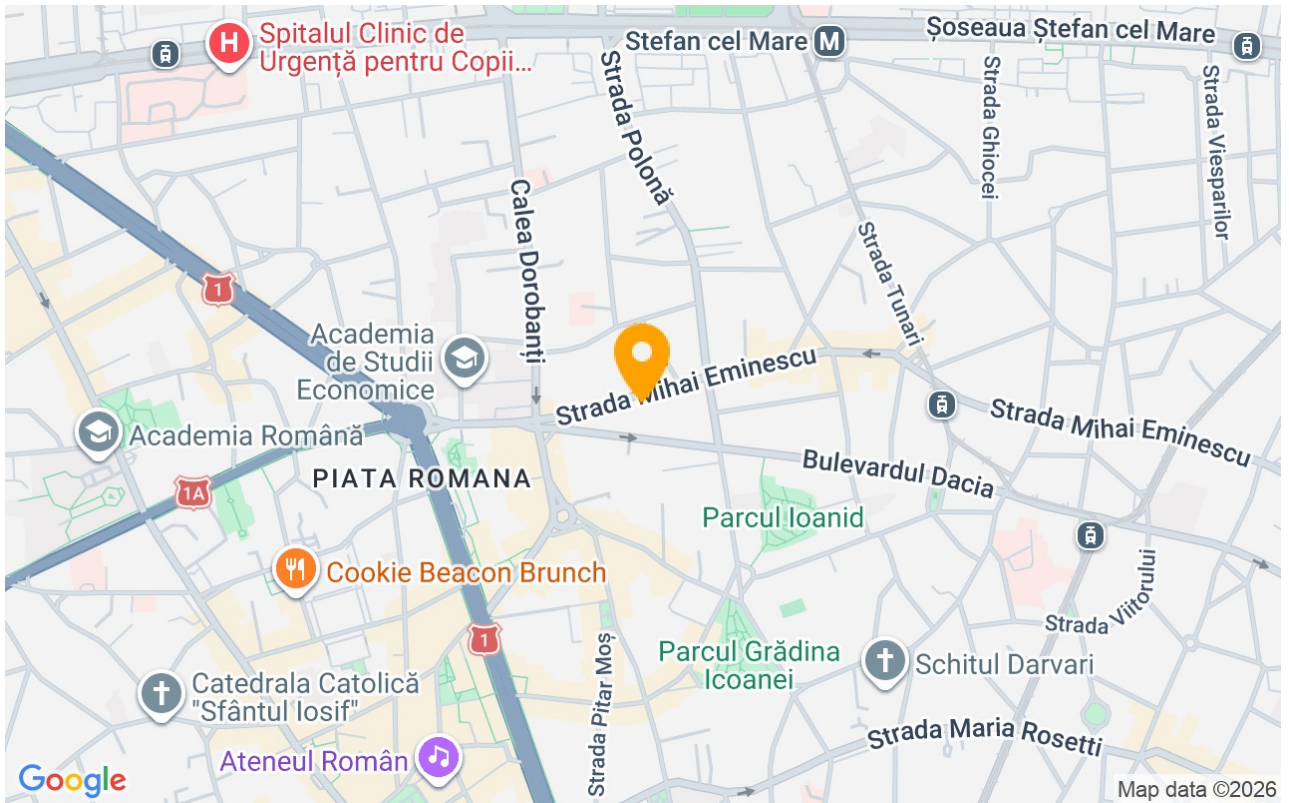 Spitalul Clinic de
Urgență pentru Copii...
H
Stefan cel Mare
M
Șoseaua Ștefan cel Mare
Strada Polonă
Strada Ghiocei
Strada Viesparilor
Calea Dorobanți
Strada Tunari
1
Academia
de Studii
Economice
Strada Mihai Eminescu
Strada Mihai Eminescu
Academia Română
PIATA ROMANA
Bulevardul Dacia
1A
Parcul Ioanid
Cookie Beacon Brunch
Strada Viitorului
1
Strada Pitar Moș
Parcul Grădina
Icoanei
Schitul Darvari
Catedrala Catolică
"Sfântul Iosif"
Strada Maria Rosetti
Ateneul Român
Google
Map data ©2026